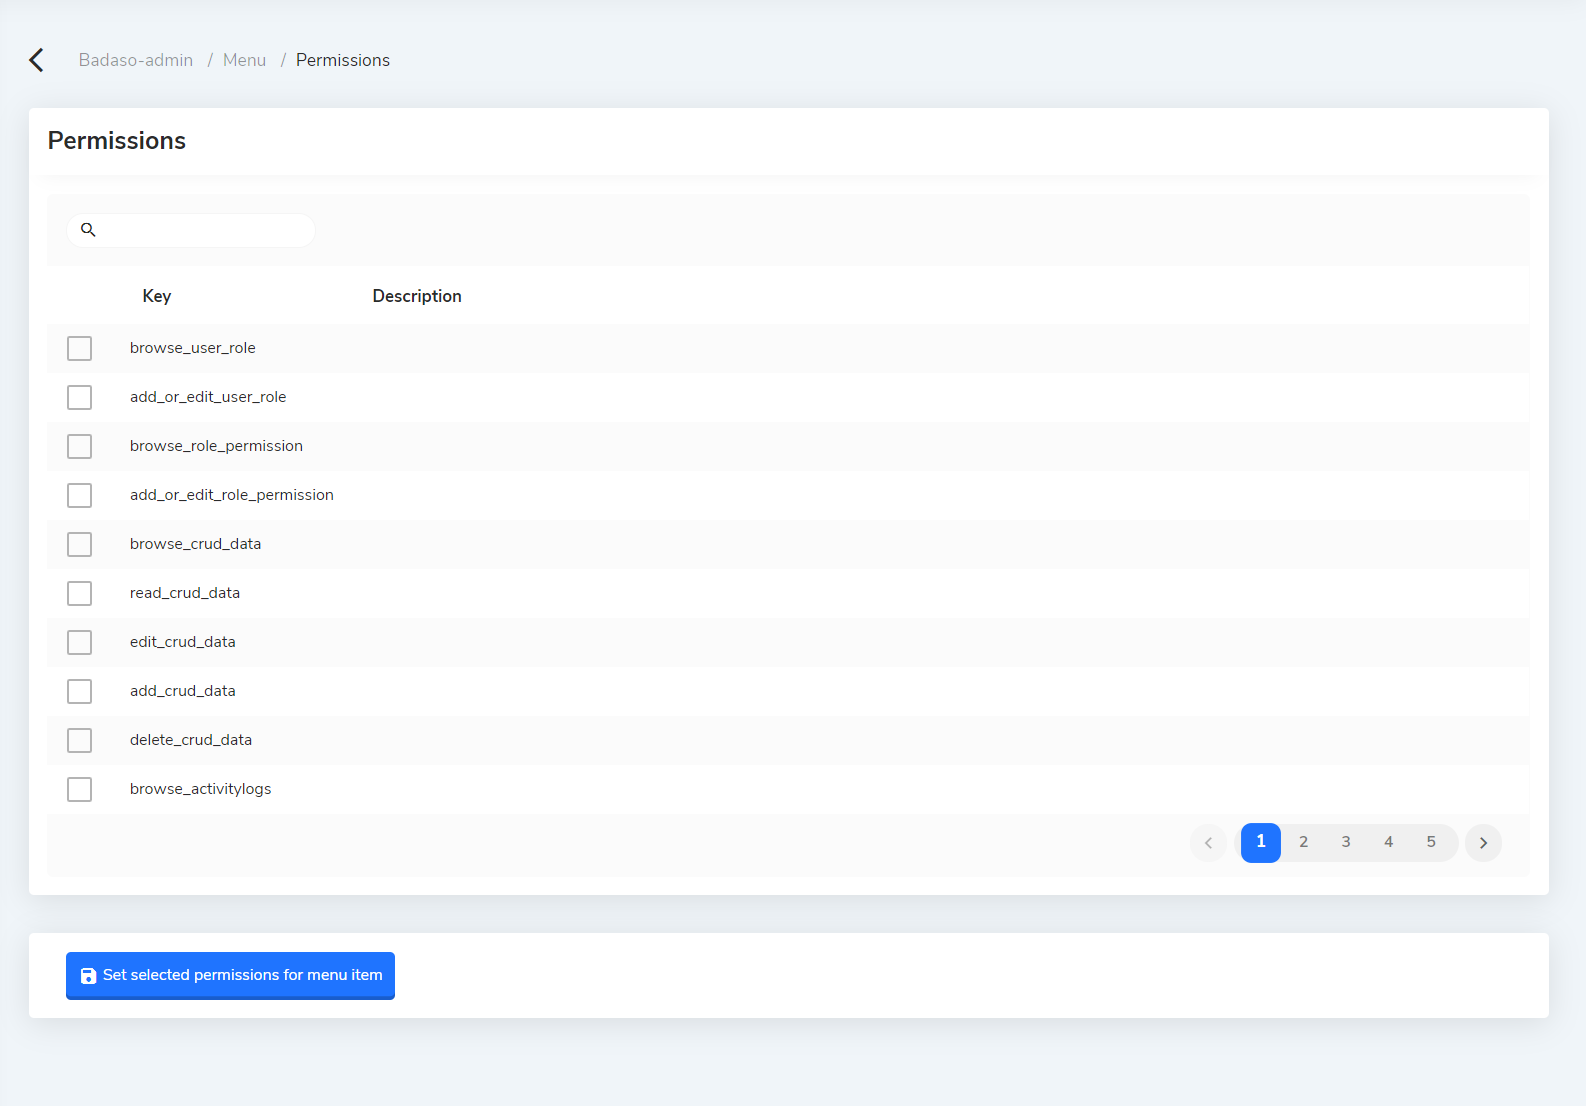 Badaso-admin / Menu / Permissions
Permissions
Key Description
browse_user_role
add_or_edit_user_role
browse_role_permission
add_or_edit_role_permission
browse_crud_data
read_crud_data
edit_crud_data
add_crud_data
delete_crud_data
browse_activitylogs
1 2 3 4 5
Set selected permissions for menu item